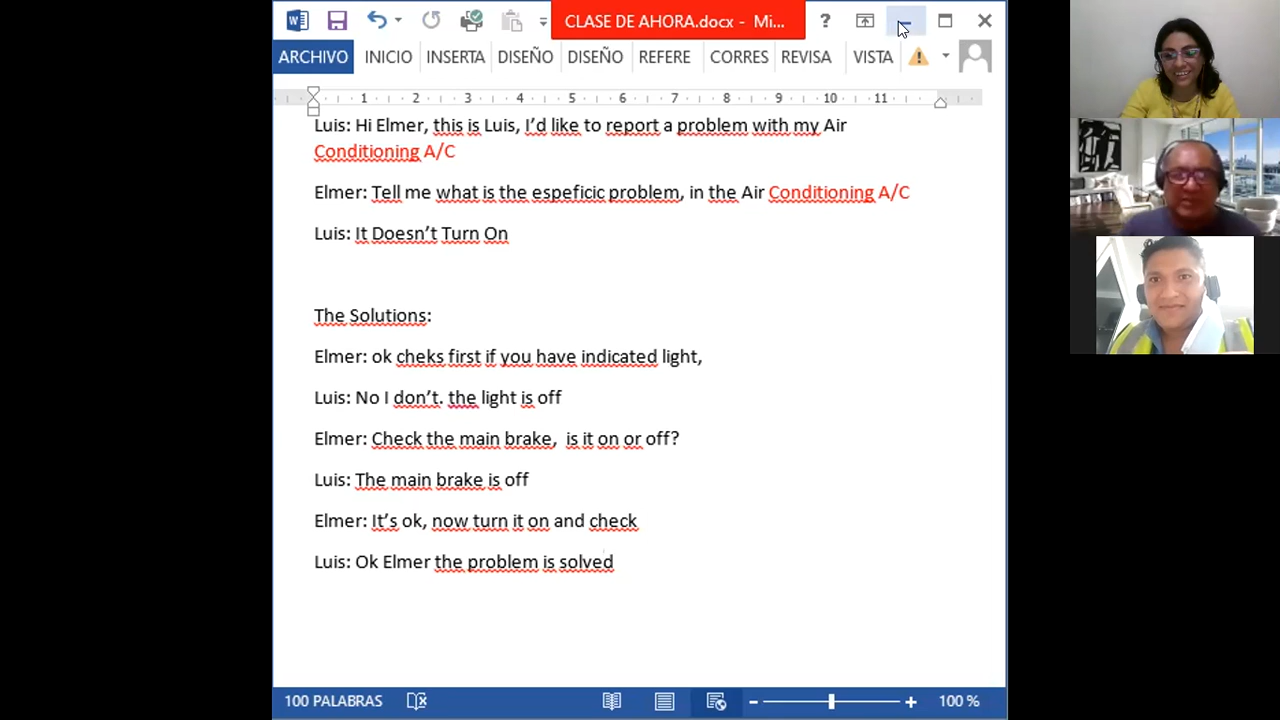 CLASE DE AHORA.docx - Mi...
?
ARCHIVO INICIO INSERTA DISEÑO DISEÑO REFERE CORRES REVISA VISTA
1 2 3 4 5 6 7 8 9 10 11
Luis: Hi Elmer, this is Luis, I'd like to report a problem with my Air
Conditioning A/C
Elmer: Tell me what is the espeficic problem, in the Air Conditioning A/C
Luis: It Doesn't Turn On
The Solutions:
Elmer: ok cheks first if you have indicated light,
Luis: No I don't. the light is off
Elmer: Check the main brake,  is it on or off?
Luis: The main brake is off
Elmer: It's ok, now turn it on and check
Luis: Ok Elmer the problem is solved
100 PALABRAS 100 %